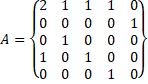 A =
2 1 1 1 0
0 0 0 0 1
0 1 0 0 0
1 0 1 0 0
0 0 0 1 0